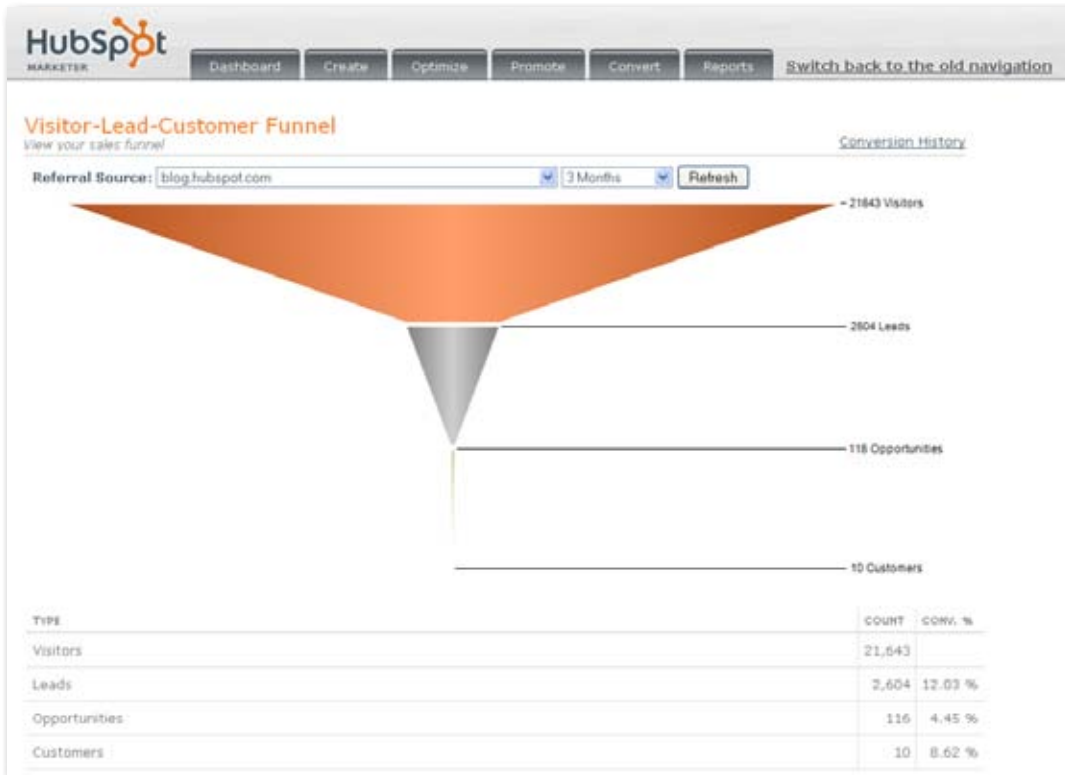 HubSpot
MARKETER
Dashboard Create Optimize Promote Convert Reports Switch back to the old navigation
Visitor-Lead-Customer Funnel
View your sales funnel
Conversion History
Referral Source: blog.hubspot.com 3 Months Refresh
- 21643 Visitors
2604 Leads
116 Opportunities
10 Customers
TYPE COUNT CONV. %
Visitors 21,643
Leads 2,604 12.03 %
Opportunities 116 4.45 %
Customers 10 8.62 %